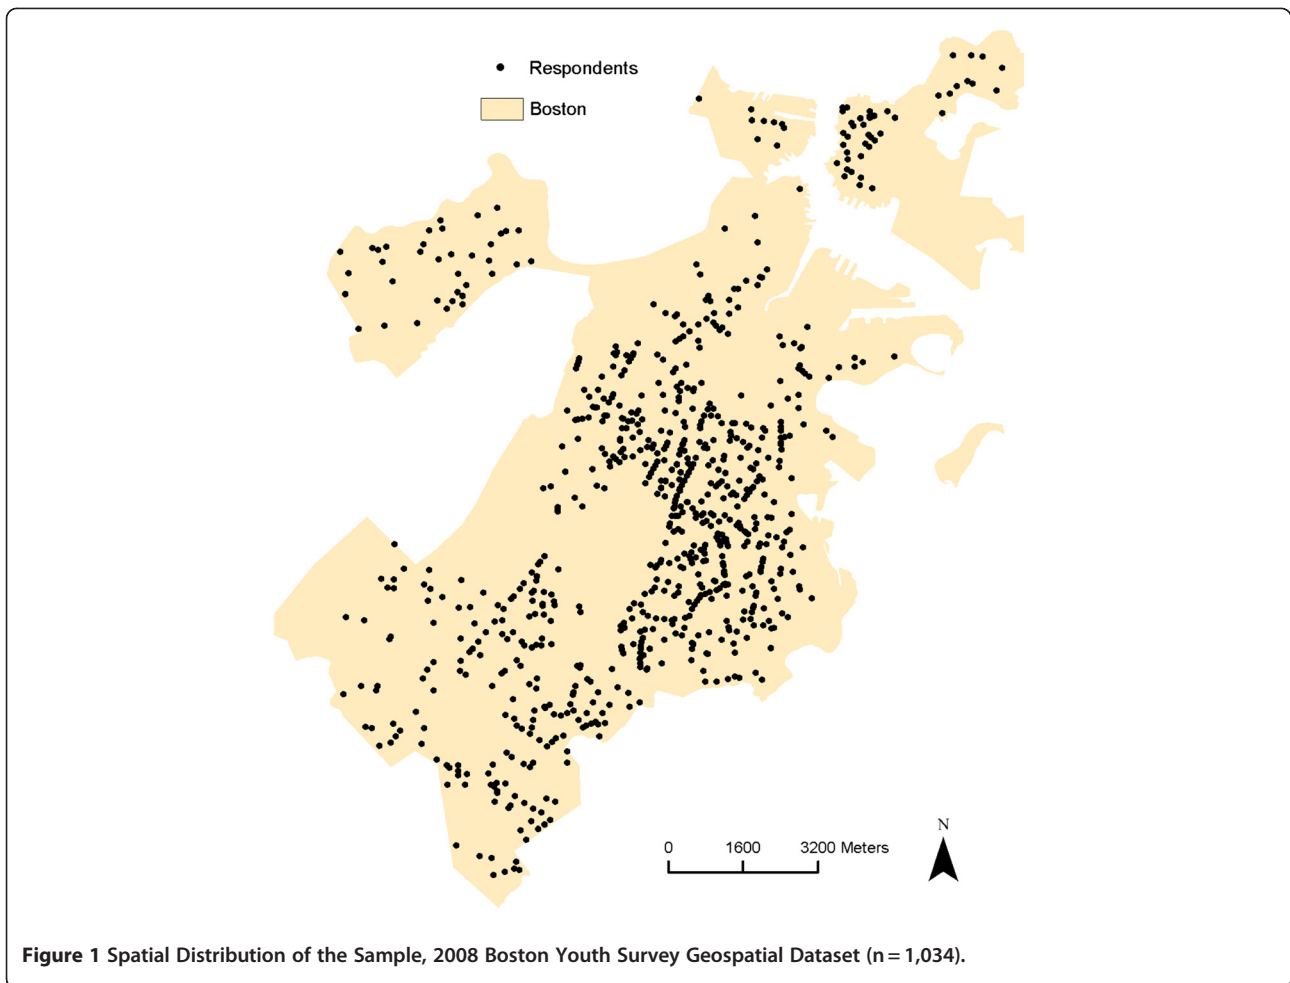 Respondents
Boston
N
0 1600 3200 Meters
Figure 1 Spatial Distribution of the Sample, 2008 Boston Youth Survey Geospatial Dataset (n = 1,034).